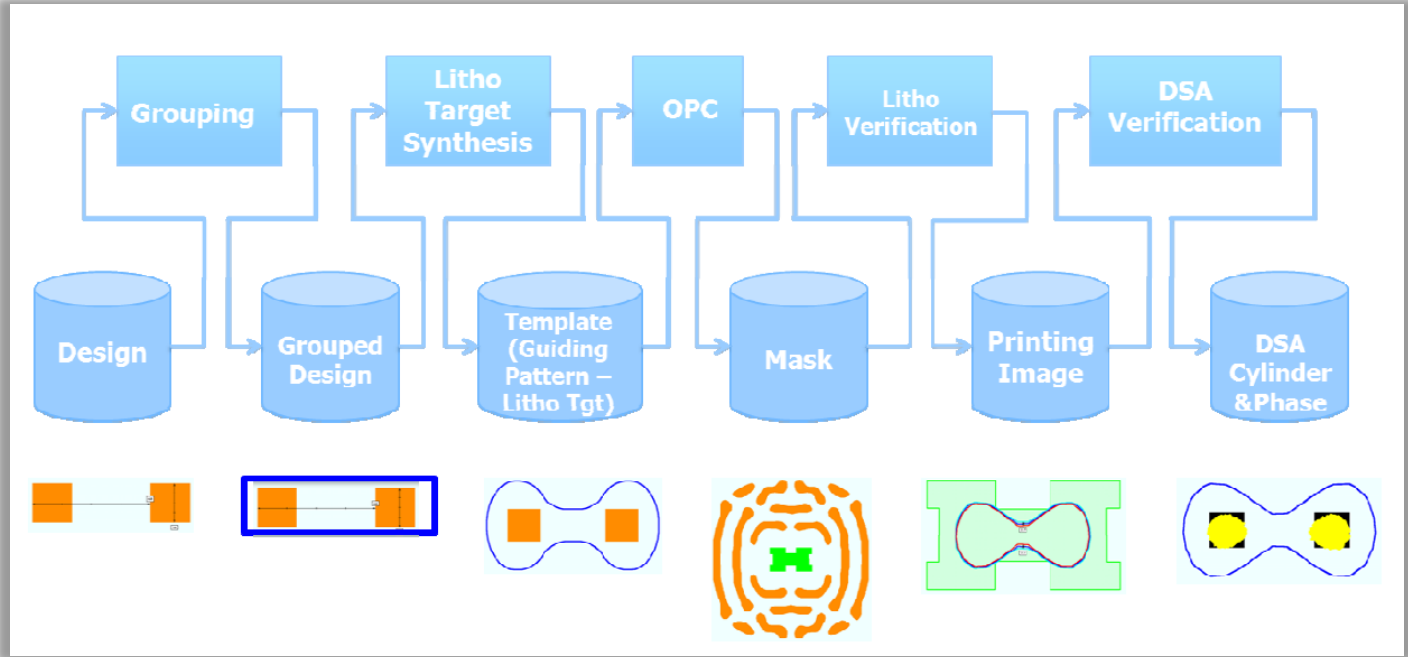 Grouping
Litho
Target
Synthesis
OPC
Litho
Verification
DSA
Verification
Design
Grouped
Design
Template
(Guiding
Pattern –
Litho Tgt)
Mask
Printing
Image
DSA
Cylinder
&Phase